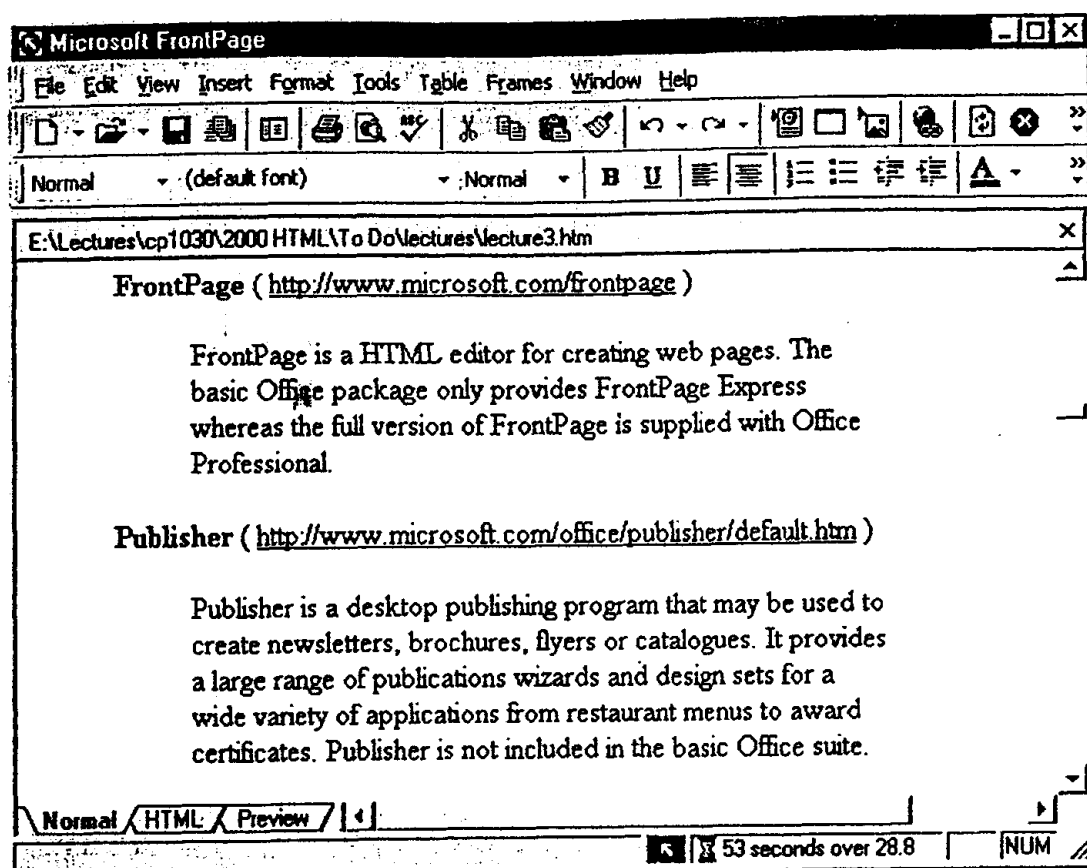 Microsoft FrontPage
File Edit View Insert Format Tools Table Frames Window Help
ABC
Normal (default font) Normal B U A
E:\Lectures\cp1030\2000 HTML\To Do\lectures\lecture3.htm
FrontPage ( http://www.microsoft.com/frontpage )
FrontPage is a HTML editor for creating web pages. The
basic Office package only provides FrontPage Express
whereas the full version of FrontPage is supplied with Office
Professional.
Publisher ( http://www.microsoft.com/office/publisher/default.htm )
Publisher is a desktop publishing program that may be used to
create newsletters, brochures, flyers or catalogues. It provides
a large range of publications wizards and design sets for a
wide variety of applications from restaurant menus to award
certificates. Publisher is not included in the basic Office suite.
Normal HTML Preview
53 seconds over 28.8 NUM